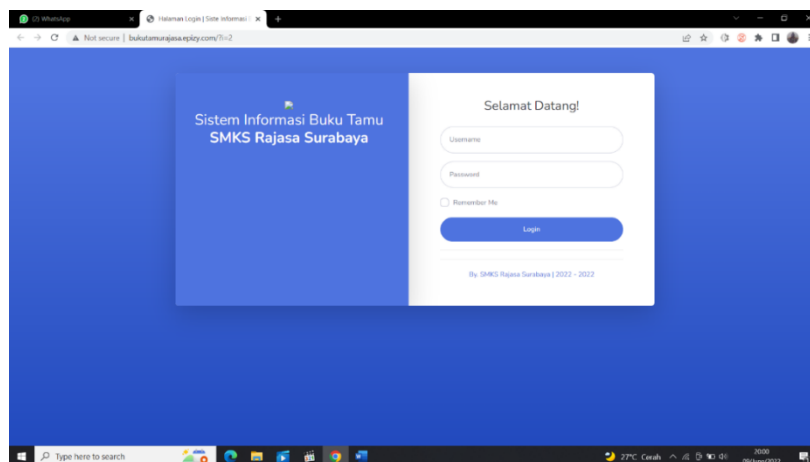 (2) WhatsApp
Halaman Login | Siste Informasi
Not secure | bukutamurajasa.epizy.com/?i=2
Sistem Informasi Buku Tamu
SMKS Rajasa Surabaya
Selamat Datang!
Username
Password
Remember Me
Login
By. SMKS Rajasa Surabaya | 2022 - 2022
Type here to search
27°C Cerah
20:00